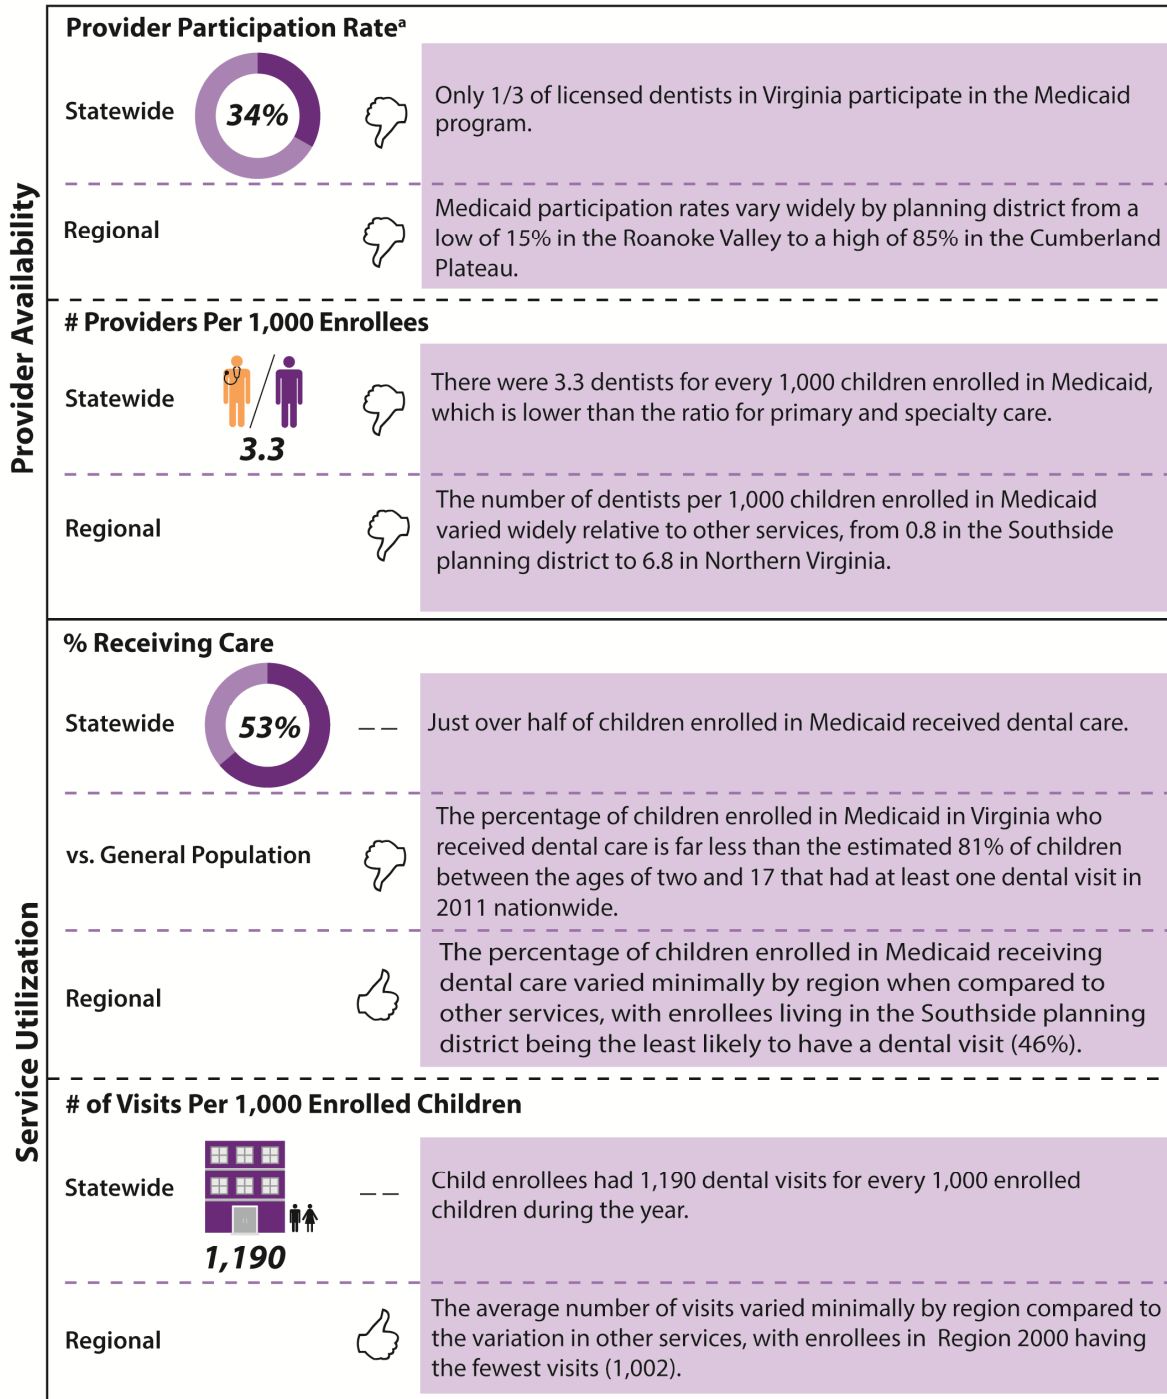 Provider Availability
Provider Participation Rateᵃ
Statewide
34%
Only 1/3 of licensed dentists in Virginia participate in the Medicaid
program.
Regional
Medicaid participation rates vary widely by planning district from a
low of 15% in the Roanoke Valley to a high of 85% in the Cumberland
Plateau.
# Providers Per 1,000 Enrollees
Statewide
3.3
There were 3.3 dentists for every 1,000 children enrolled in Medicaid,
which is lower than the ratio for primary and specialty care.
Regional
The number of dentists per 1,000 children enrolled in Medicaid
varied widely relative to other services, from 0.8 in the Southside
planning district to 6.8 in Northern Virginia.
Service Utilization
% Receiving Care
Statewide
53%
– –
Just over half of children enrolled in Medicaid received dental care.
vs. General Population
The percentage of children enrolled in Medicaid in Virginia who
received dental care is far less than the estimated 81% of children
between the ages of two and 17 that had at least one dental visit in
2011 nationwide.
Regional
The percentage of children enrolled in Medicaid receiving
dental care varied minimally by region when compared to
other services, with enrollees living in the Southside planning
district being the least likely to have a dental visit (46%).
# of Visits Per 1,000 Enrolled Children
Statewide
1,190
– –
Child enrollees had 1,190 dental visits for every 1,000 enrolled
children during the year.
Regional
The average number of visits varied minimally by region compared to
the variation in other services, with enrollees in Region 2000 having
the fewest visits (1,002).